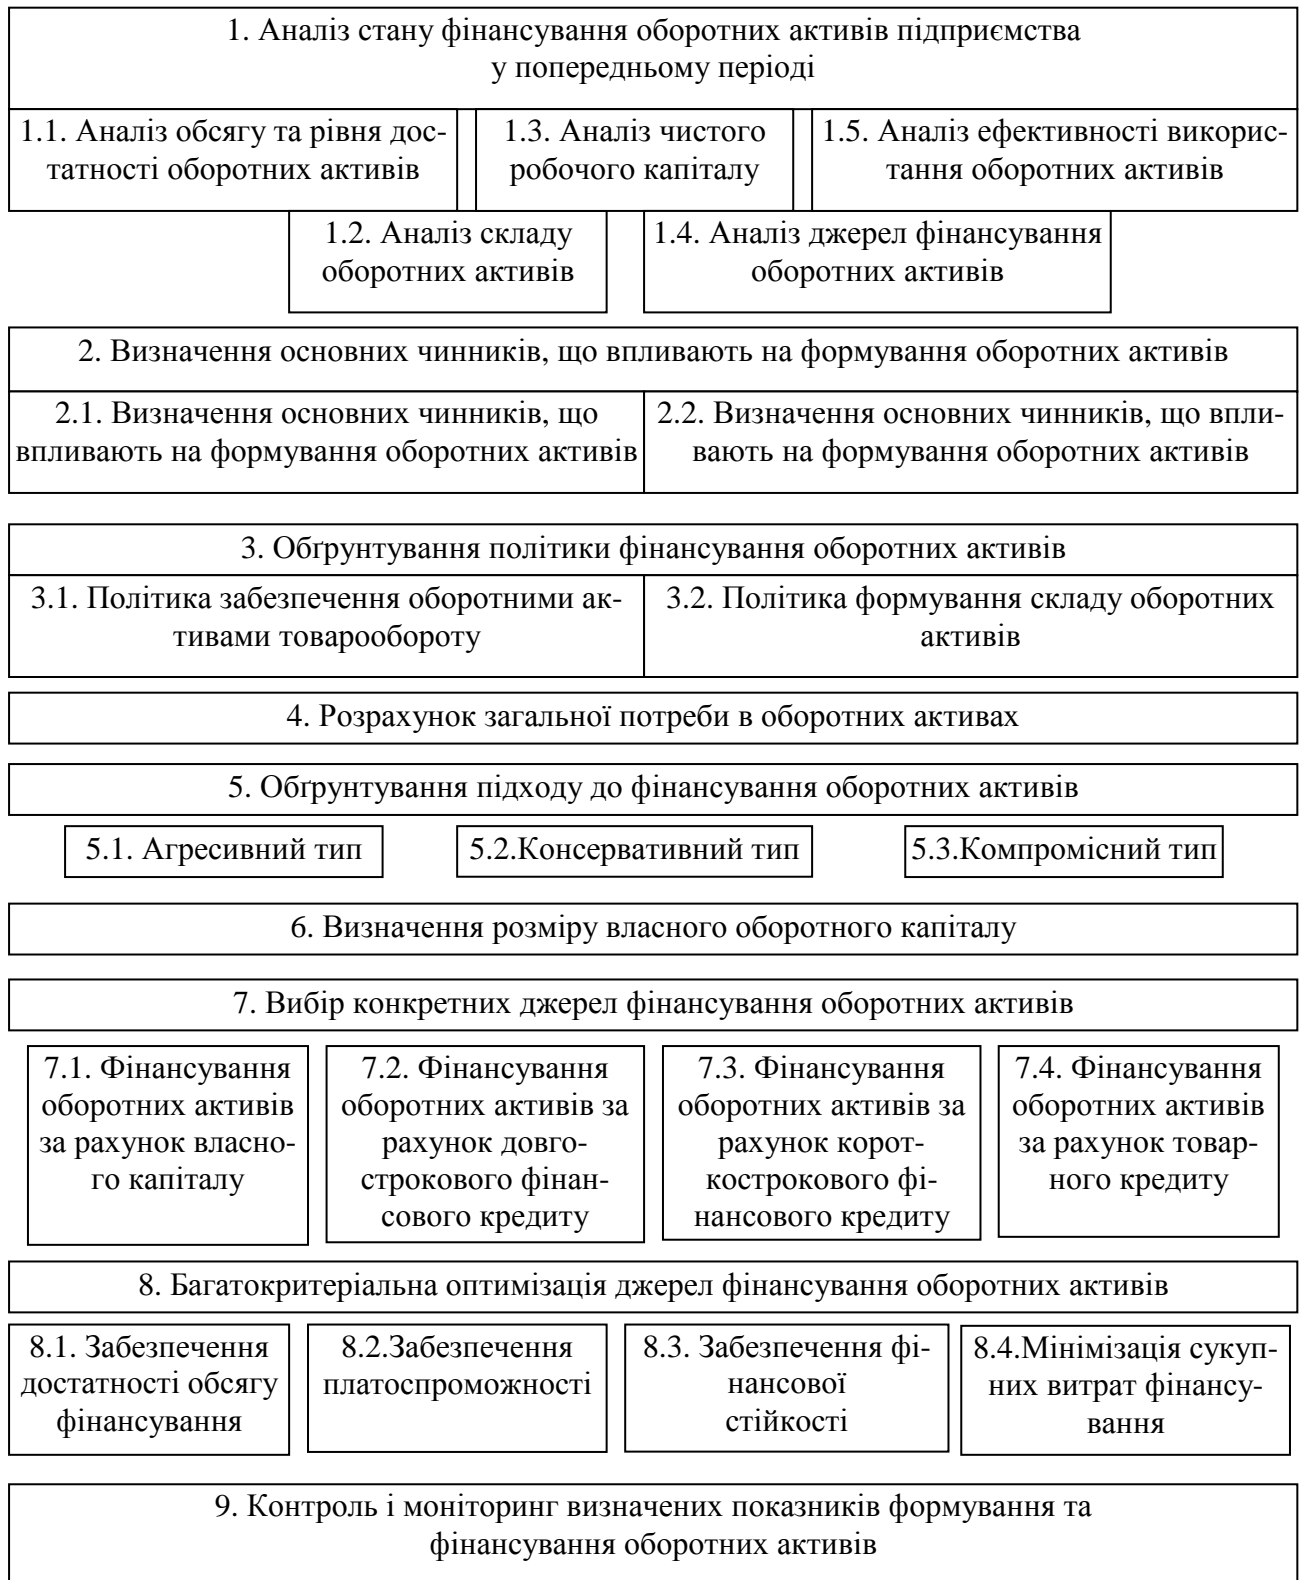 1. Аналіз стану фінансування оборотних активів підприємства
у попередньому періоді
1.1. Аналіз обсягу та рівня дос-
татності оборотних активів
1.3. Аналіз чистого
робочого капіталу
1.5. Аналіз ефективності викорис-
тання оборотних активів
1.2. Аналіз складу
оборотних активів
1.4. Аналіз джерел фінансування
оборотних активів
2. Визначення основних чинників, що впливають на формування оборотних активів
2.1. Визначення основних чинників, що
впливають на формування оборотних активів
2.2. Визначення основних чинників, що впли-
вають на формування оборотних активів
3. Обґрунтування політики фінансування оборотних активів
3.1. Політика забезпечення оборотними ак-
тивами товарообороту
3.2. Політика формування складу оборотних
активів
4. Розрахунок загальної потреби в оборотних активах
5. Обґрунтування підходу до фінансування оборотних активів
5.1. Агресивний тип
5.2.Консервативний тип
5.3.Компромісний тип
6. Визначення розміру власного оборотного капіталу
7. Вибір конкретних джерел фінансування оборотних активів
7.1. Фінансування
оборотних активів
за рахунок власно-
го капіталу
7.2. Фінансування
оборотних активів за
рахунок довго-
строкового фінан-
сового кредиту
7.3. Фінансування
оборотних активів за
рахунок корот-
кострокового фі-
нансового кредиту
7.4. Фінансування
оборотних активів
за рахунок товар-
ного кредиту
8. Багатокритеріальна оптимізація джерел фінансування оборотних активів
8.1. Забезпечення
достатності обсягу
фінансування
8.2.Забезпечення
платоспроможності
8.3. Забезпечення фі-
нансової
стійкості
8.4.Мінімізація сукуп-
них витрат фінансу-
вання
9. Контроль і моніторинг визначених показників формування та
фінансування оборотних активів